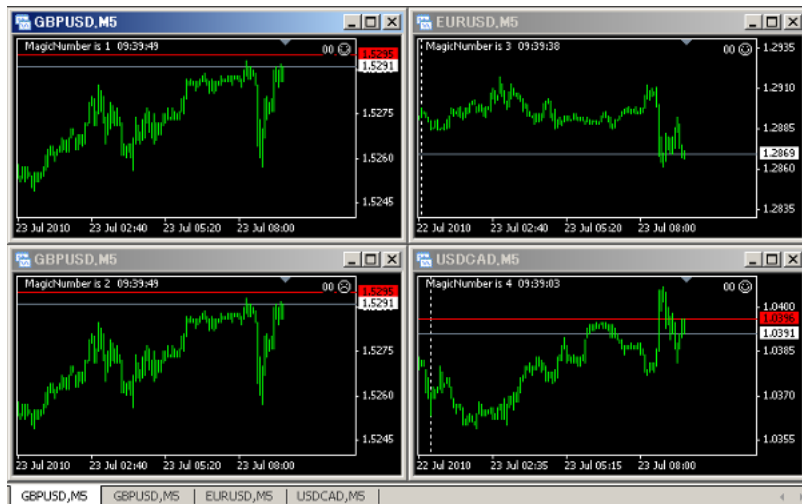 GBPUSD,M5
MagicNumber is 1 09:39:49
00
1.5295
1.5291
1.5275
1.5260
1.5245
23 Jul 2010 23 Jul 02:40 23 Jul 05:20 23 Jul 08:00
EURUSD,M5
MagicNumber is 3 09:39:38
00
1.2935
1.2910
1.2885
1.2869
1.2860
1.2835
22 Jul 2010 23 Jul 02:40 23 Jul 05:20 23 Jul 08:00
GBPUSD,M5
MagicNumber is 2 09:39:49
00
1.5295
1.5291
1.5275
1.5260
1.5245
23 Jul 2010 23 Jul 02:40 23 Jul 05:20 23 Jul 08:00
USDCAD,M5
MagicNumber is 4 09:39:03
00
1.0400
1.0396
1.0391
1.0385
1.0370
1.0355
22 Jul 2010 23 Jul 02:35 23 Jul 05:15 23 Jul 08:00
GBPUSD,M5 GBPUSD,M5 EURUSD,M5 USDCAD,M5